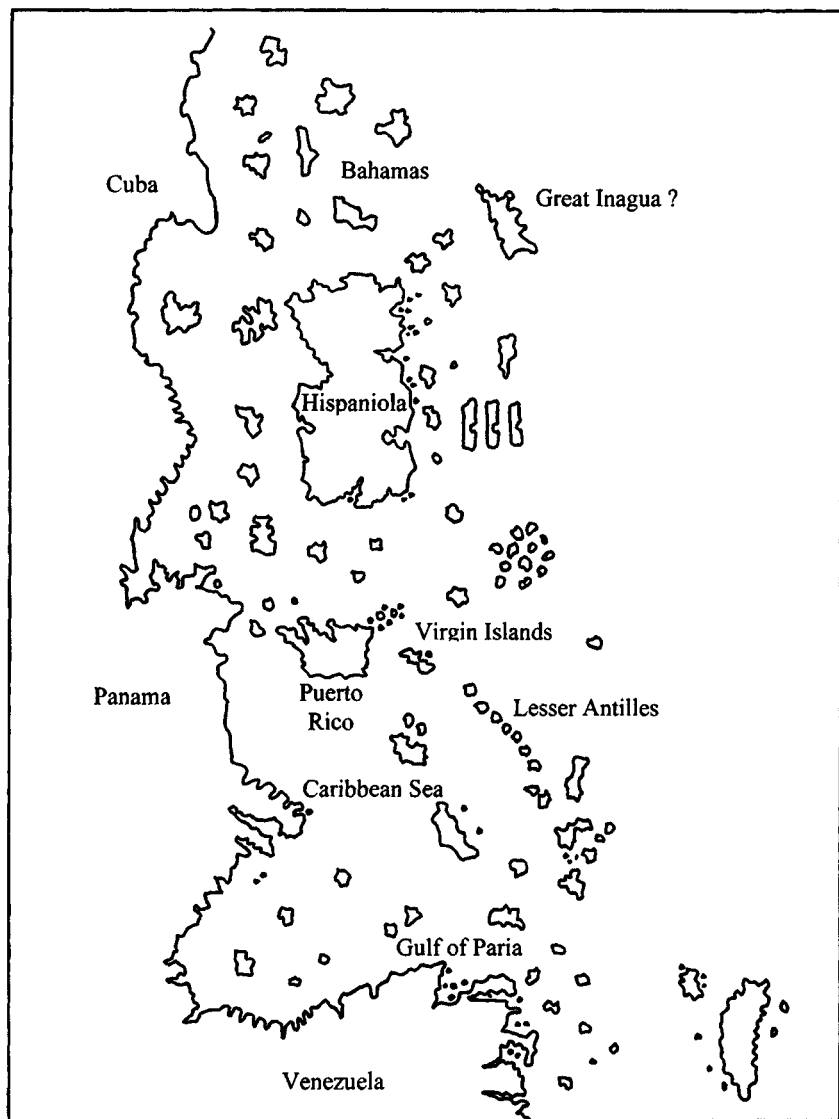 Cuba
Bahamas
Great Inagua ?
Hispaniola
Virgin Islands
Panama
Puerto
Rico
Lesser Antilles
Caribbean Sea
Gulf of Paria
Venezuela